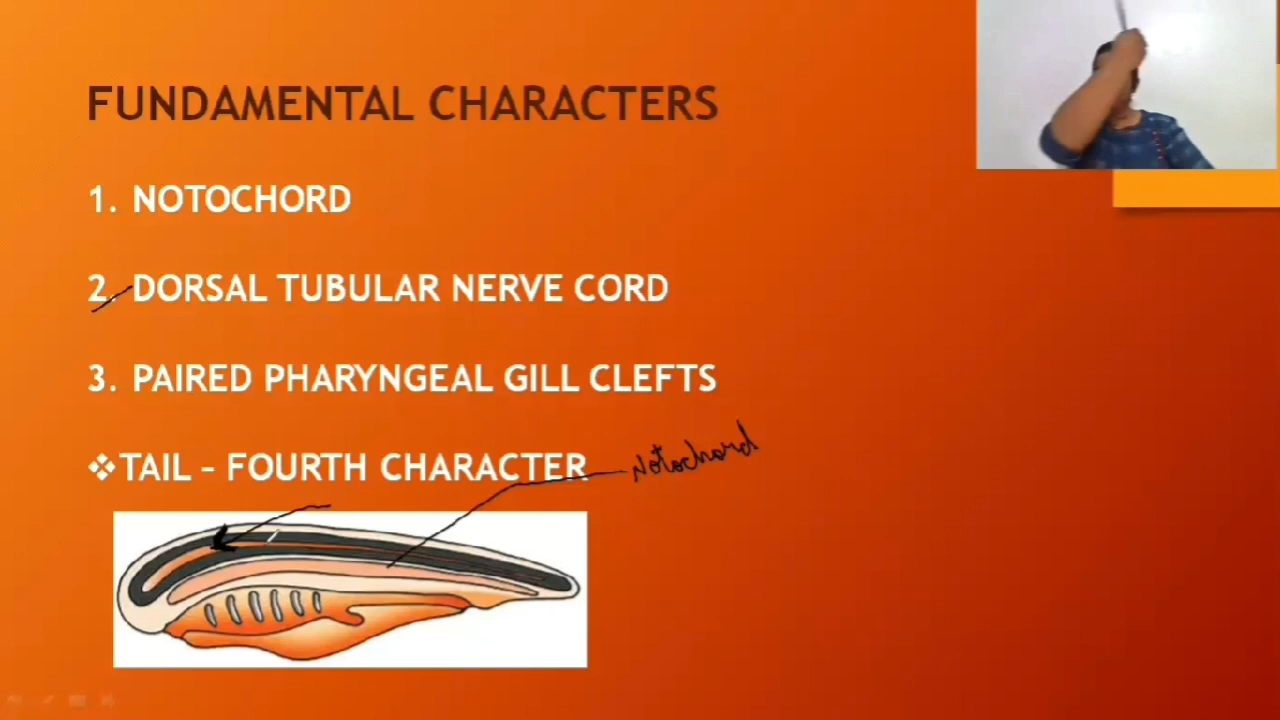 FUNDAMENTAL CHARACTERS
1. NOTOCHORD
2. DORSAL TUBULAR NERVE CORD
3. PAIRED PHARYNGEAL GILL CLEFTS
❖TAIL – FOURTH CHARACTER
Notochord